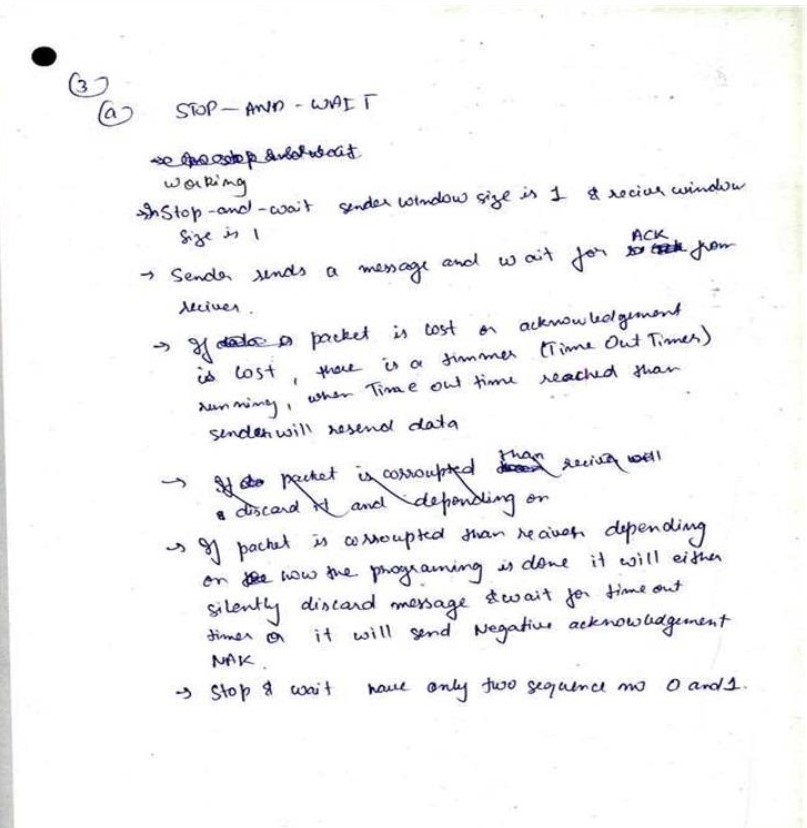 (3)
(a) STOP-AND-WAIT
working
→ In Stop-and-wait sender window size is 1 & reciver window
size is 1
→ Sender sends a message and wait for ACK from
reciver.
→ If packet is lost or acknowledgement
is lost, there is a timmer (Time Out Timer)
running, when Time out time reached than
sender will resend data
→ If packet is corroupted than reciver will
discard it and depending on
→ If packet is corroupted than reciver depending
on how the programing is done it will either
silently discard message & wait for time out
timer or it will send Negative acknowledgement
NAK.
→ Stop & wait have only two sequence no 0 and 1.